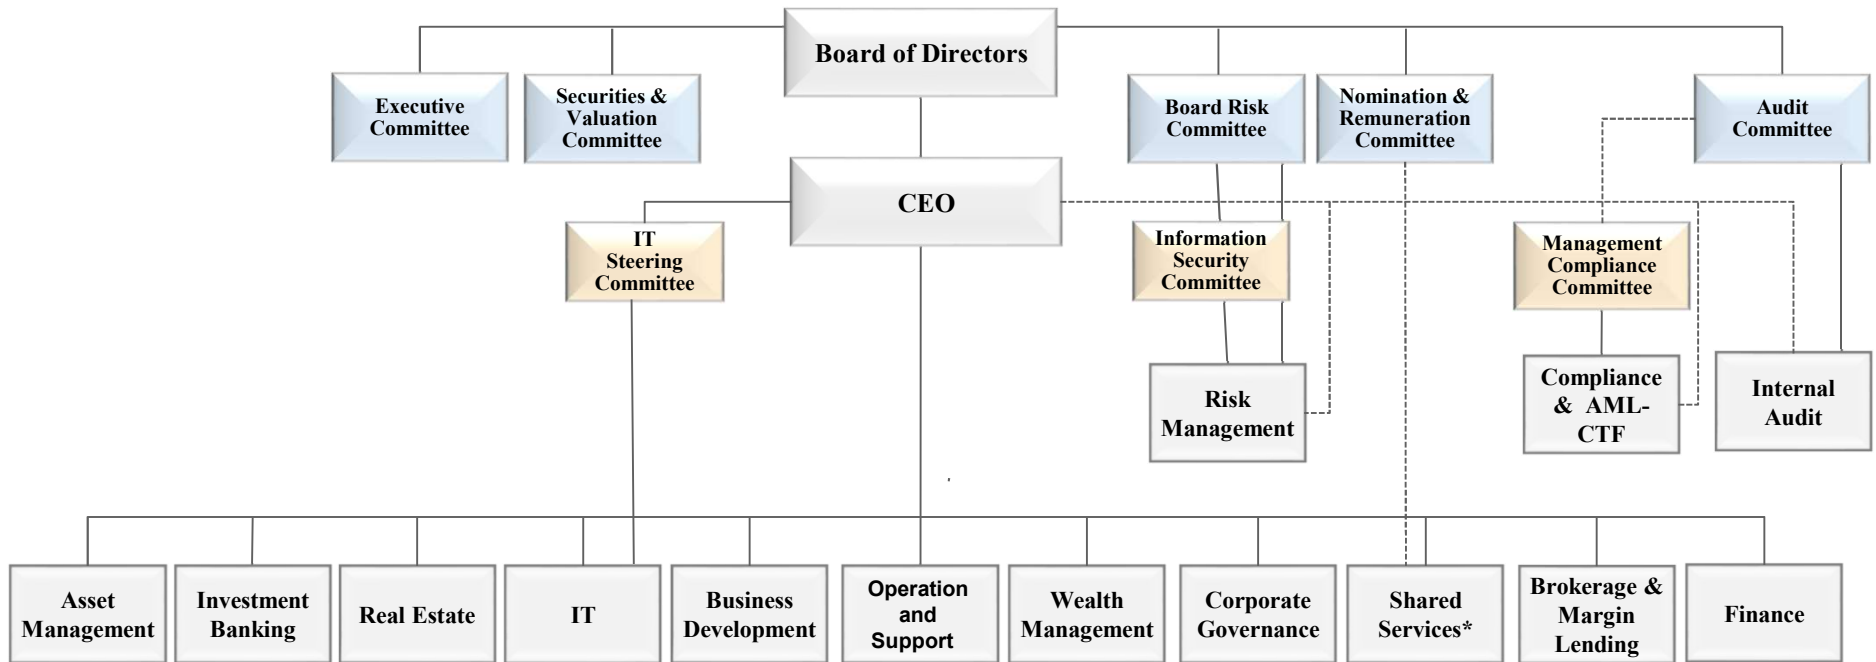 Board of Directors
Executive
Committee
Securities &
Valuation
Committee
Board Risk
Committee
Nomination &
Remuneration
Committee
Audit
Committee
CEO
IT
Steering
Committee
Information
Security
Committee
Management
Compliance
Committee
Risk
Management
Compliance
& AML-
CTF
Internal
Audit
Asset
Management
Investment
Banking
Real Estate
IT
Business
Development
Operation
and
Support
Wealth
Management
Corporate
Governance
Shared
Services*
Brokerage &
Margin
Lending
Finance